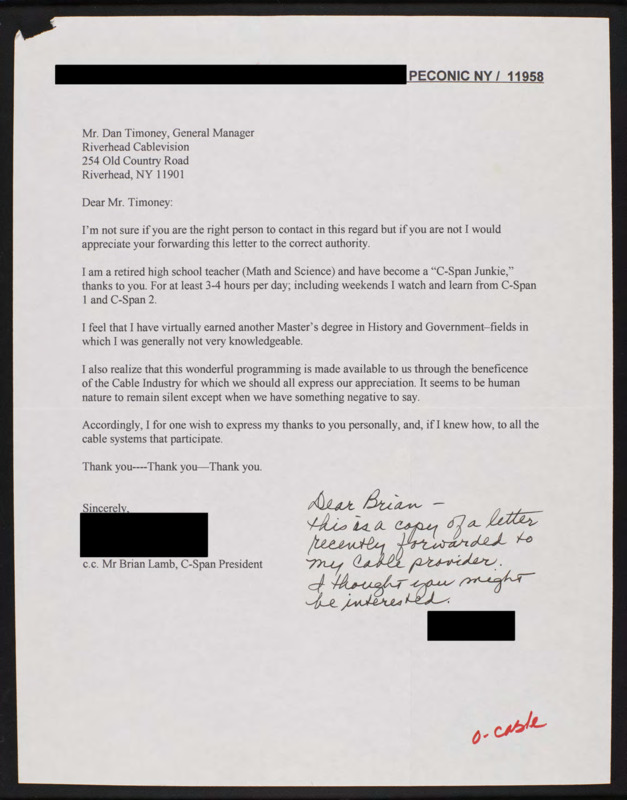 PECONIC NY / 11958
Mr. Dan Timoney, General Manager
Riverhead Cablevision
254 Old Country Road
Riverhead, NY 11901
Dear Mr. Timoney:
I'm not sure if you are the right person to contact in this regard but if you are not I would
appreciate your forwarding this letter to the correct authority.
I am a retired high school teacher (Math and Science) and have become a “C-Span Junkie,”
thanks to you. For at least 3-4 hours per day; including weekends I watch and learn from C-Span
1 and C-Span 2.
I feel that I have virtually earned another Master's degree in History and Government–fields in
which I was generally not very knowledgeable.
I also realize that this wonderful programming is made available to us through the beneficence
of the Cable Industry for which we should all express our appreciation. It seems to be human
nature to remain silent except when we have something negative to say.
Accordingly, I for one wish to express my thanks to you personally, and, if I knew how, to all the
cable systems that participate.
Thank you----Thank you—Thank you.
Sincerely,
c.c. Mr Brian Lamb, C-Span President
Dear Brian –
this is a copy of a letter
recently forwarded to
my Cable provider.
I thought you might
be interested.
o- cable